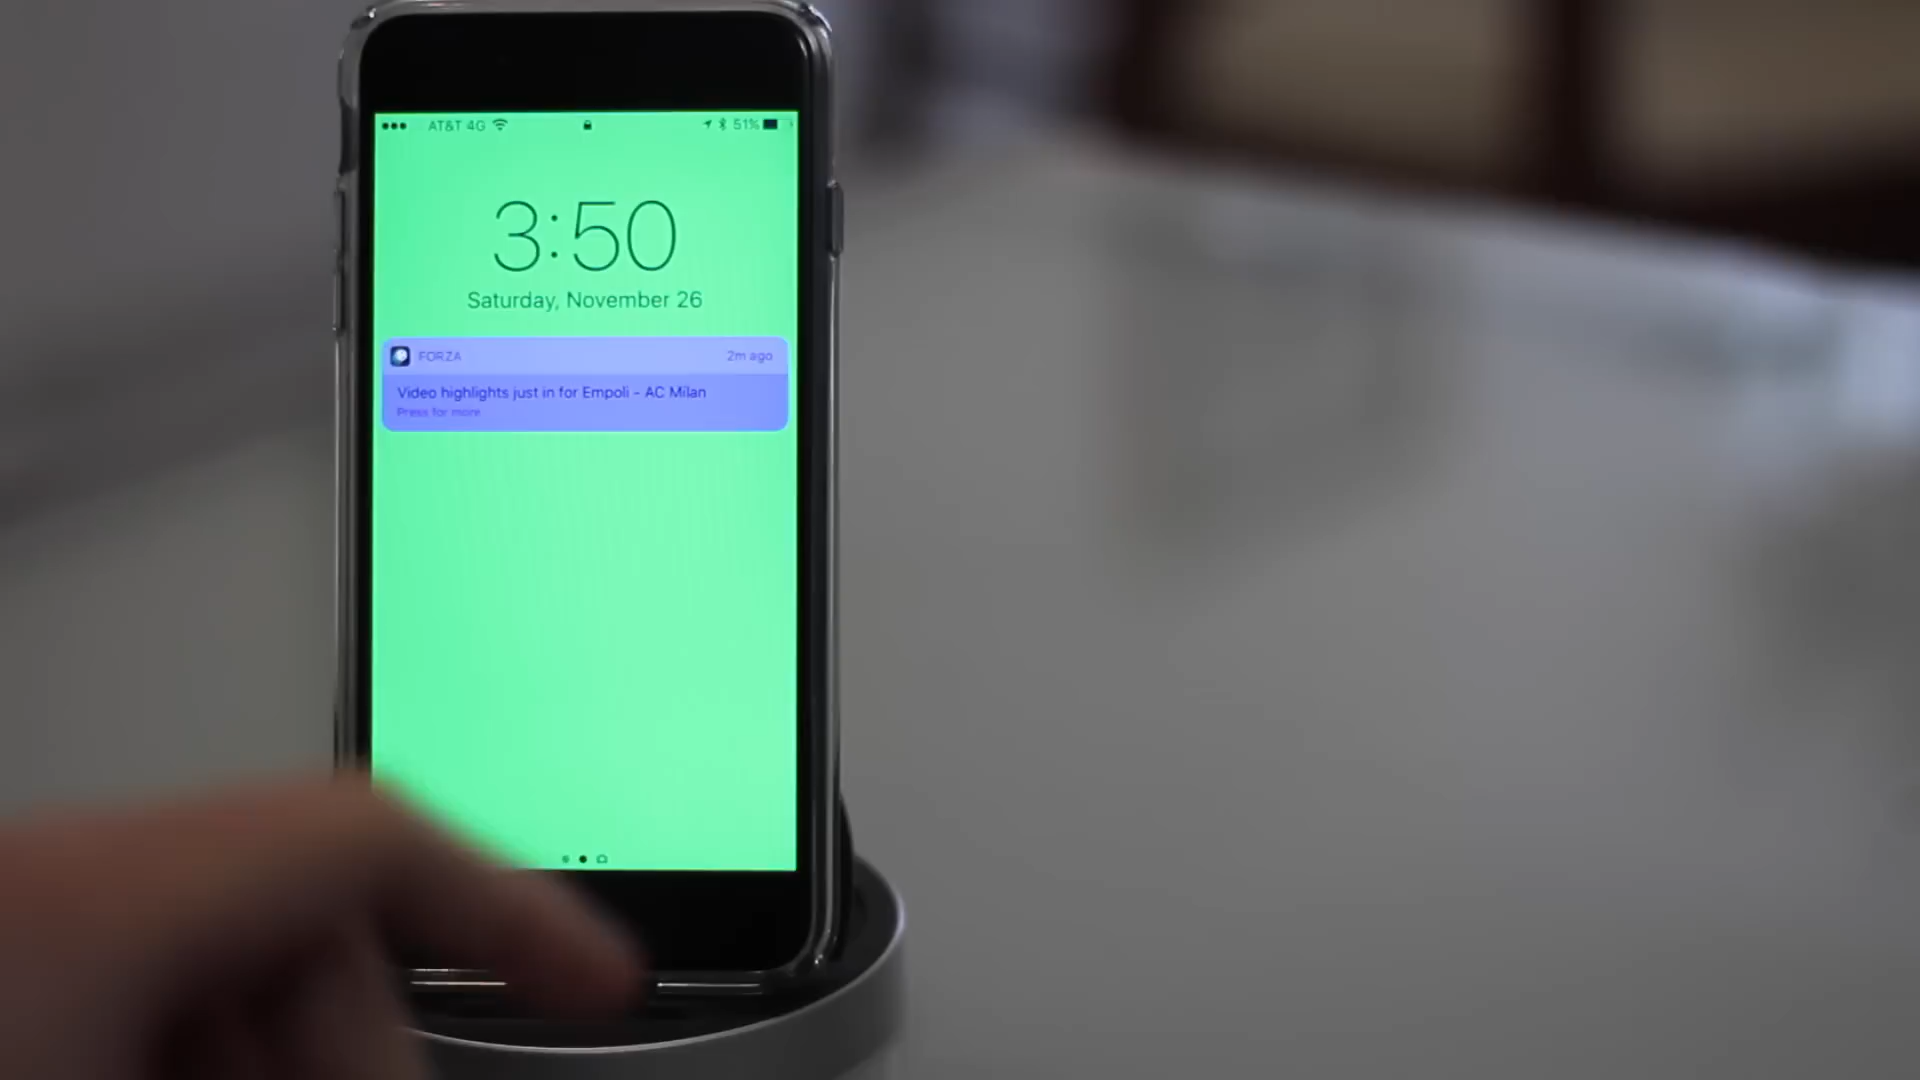 AT&T 4G 51%
3:50
Saturday, November 26
FORZA 2m ago
Video highlights just in for Empoli - AC Milan
Press for more